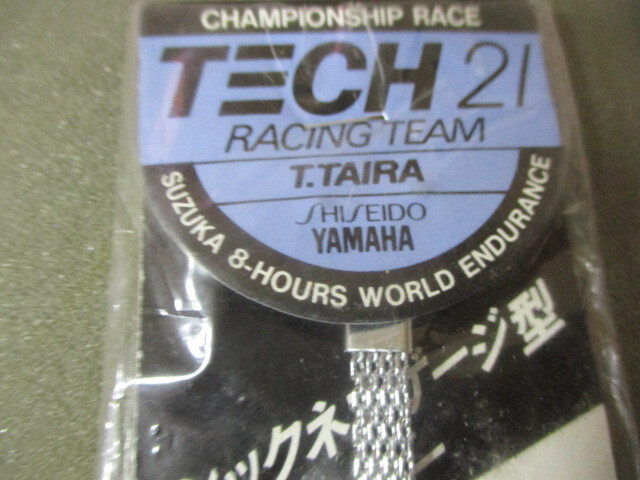 CHAMPIONSHIP RACE
TECH 21
RACING TEAM
T.TAIRA
SHISEIDO
YAMAHA
SUZUKA 8-HOURS WORLD ENDURANCE
ックネ ージ型
ー